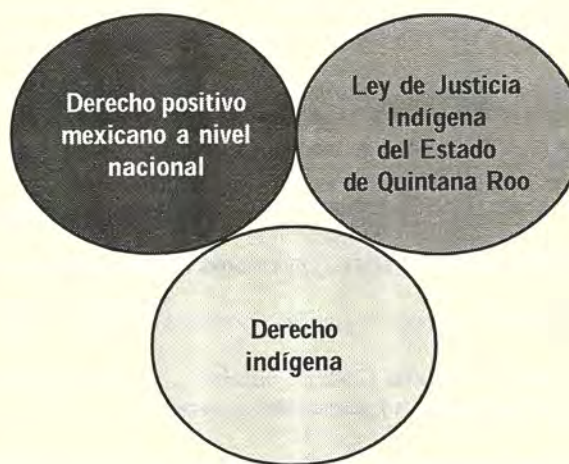 Derecho positivo
mexicano a nivel
nacional
Ley de Justicia
Indígena
del Estado
de Quintana Roo
Derecho
indígena